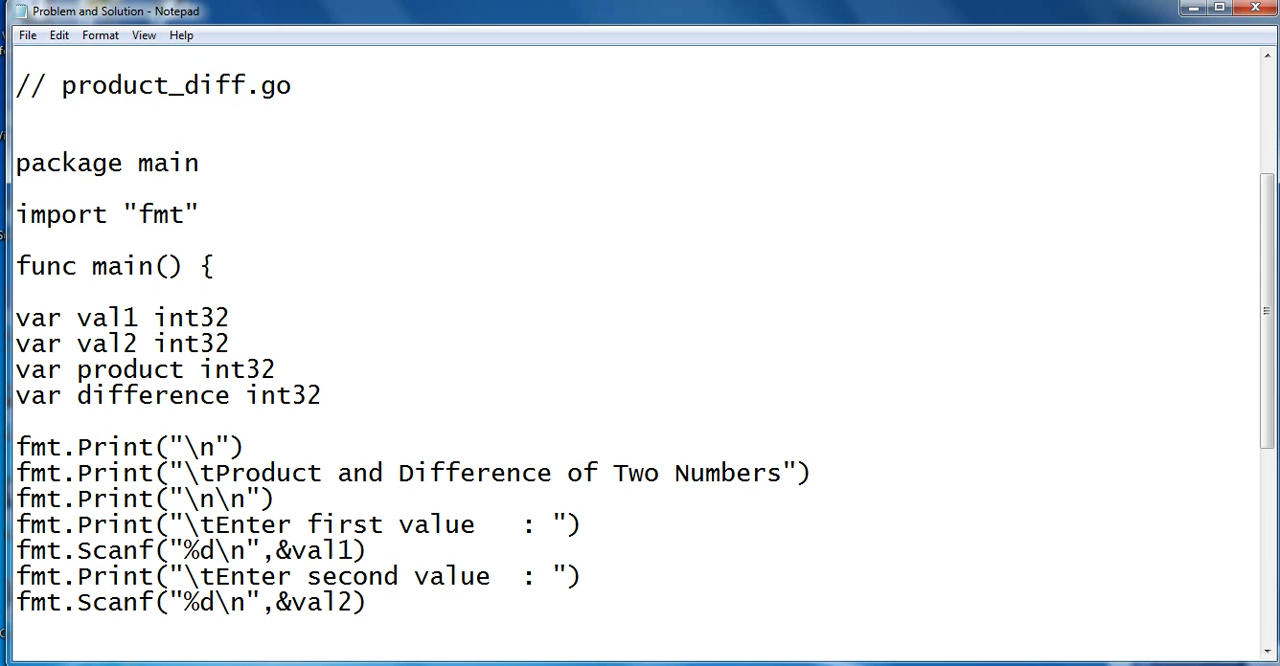 Problem and Solution - Notepad
File Edit Format View Help
// product_diff.go
package main
import "fmt"
func main() {
var val1 int32
var val2 int32
var product int32
var difference int32
fmt.Print("\n")
fmt.Print("\tProduct and Difference of Two Numbers")
fmt.Print("\n\n")
fmt.Print("\tEnter first value   : ")
fmt.Scanf("%d\n",&val1)
fmt.Print("\tEnter second value  : ")
fmt.Scanf("%d\n",&val2)